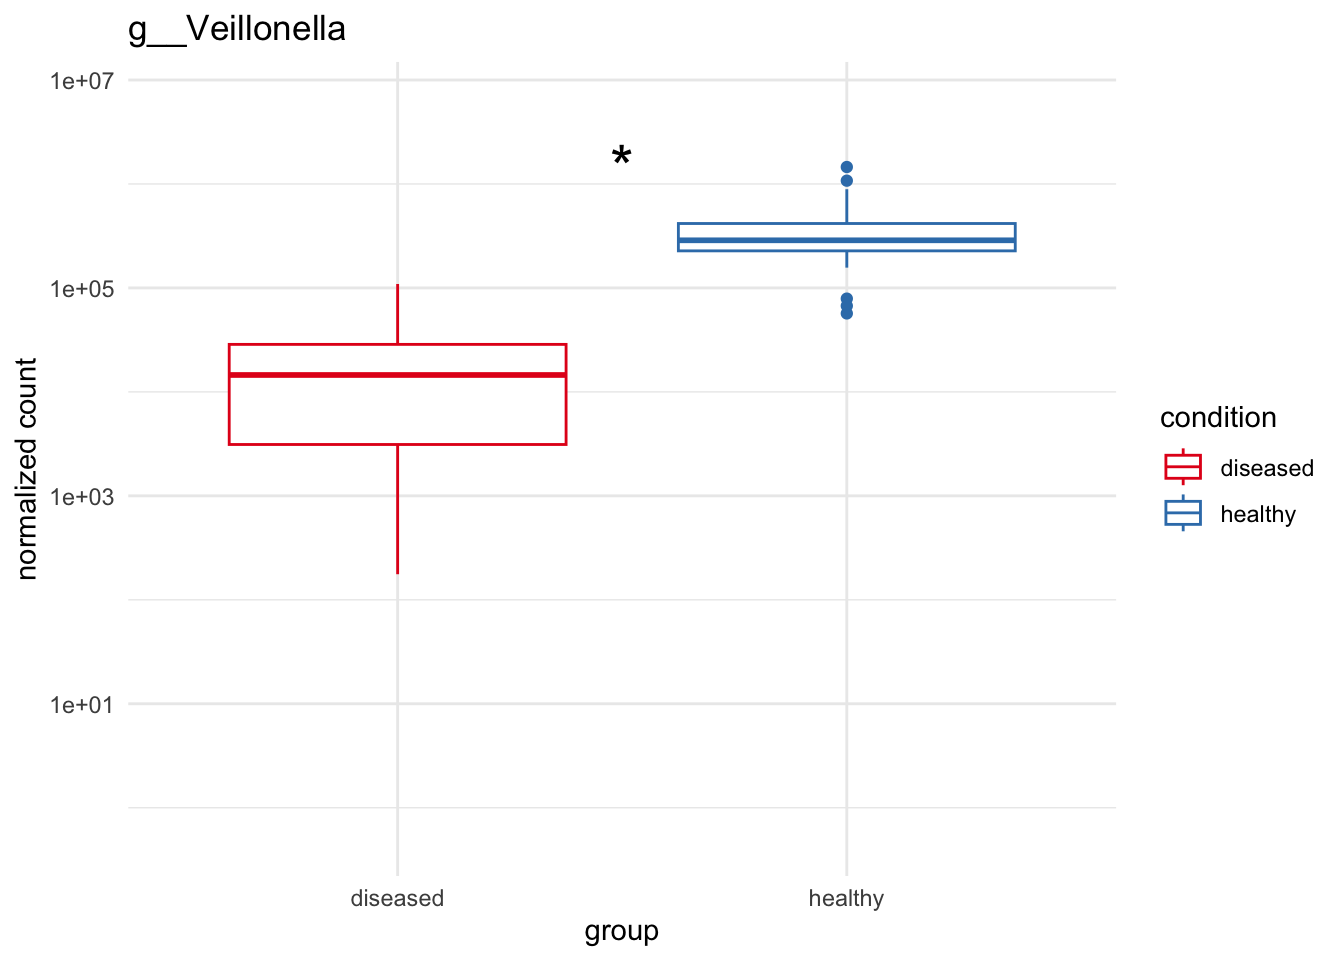 g__Veillonella
1e+07
1e+05
1e+03
1e+01
normalized count
*
diseased
healthy
group
condition
diseased
healthy